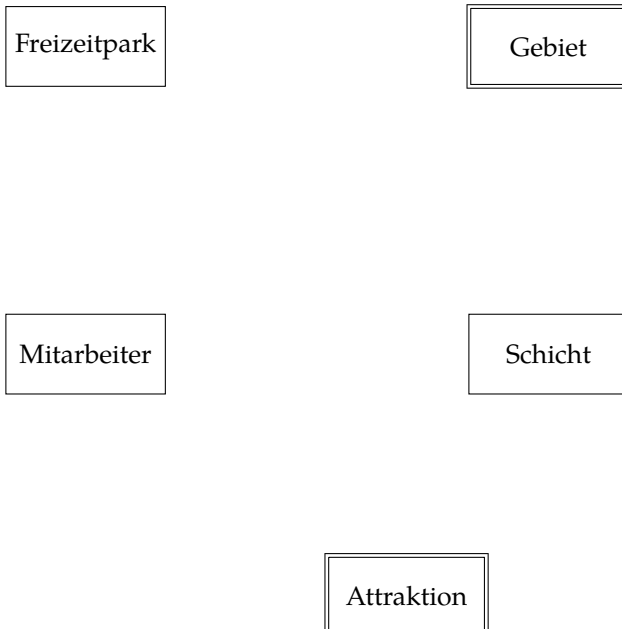 Freizeitpark
Gebiet
Mitarbeiter
Schicht
Attraktion